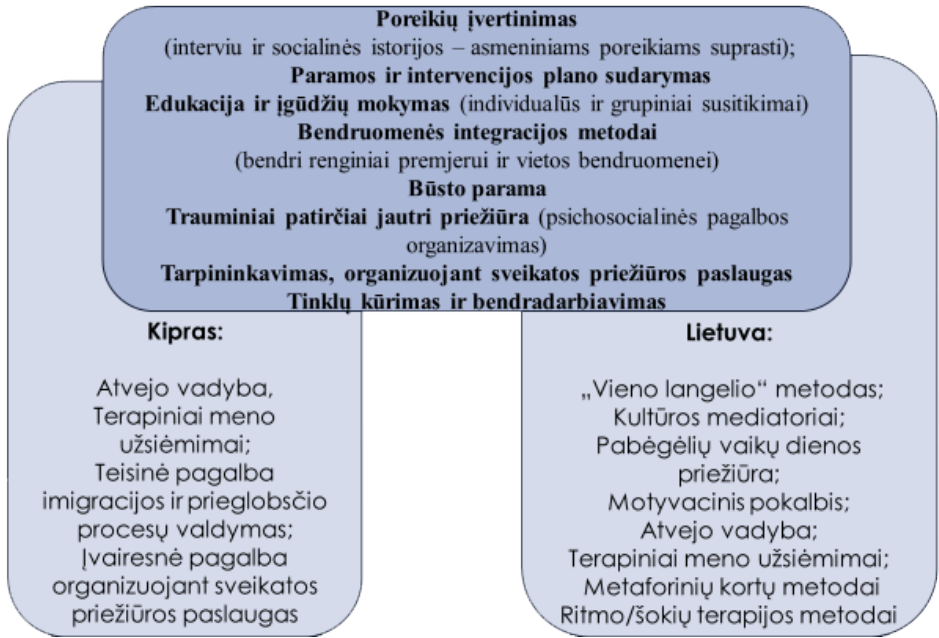 Poreikių įvertinimas
(interviu ir socialinės istorijos – asmeniniams poreikiams suprasti);
Paramos ir intervencijos plano sudarymas
Edukacija ir įgūdžių mokymas (individualūs ir grupiniai susitikimai)
Bendruomenės integracijos metodai
(bendri renginiai premjerui ir vietos bendruomenei)
Būsto parama
Trauminiai patirčiai jautri priežiūra (psichosocialinės pagalbos
organizavimas)
Tarpininkavimas, organizuojant sveikatos priežiūros paslaugas
Tinklų kūrimas ir bendradarbiavimas
Kipras:
Atvejo vadyba,
Terapiniai meno
užsiėmimai;
Teisinė pagalba
imigracijos ir prieglobsčio
procesų valdymas;
Įvairesnė pagalba
organizuojant sveikatos
priežiūros paslaugas
Lietuva:
„Vieno langelio“ metodas;
Kultūros mediatoriai;
Pabėgėlių vaikų dienos
priežiūra;
Motyvacinis pokalbis;
Atvejo vadyba;
Terapiniai meno užsiėmimai;
Metaforinių kortų metodai
Ritmo/šokių terapijos metodai